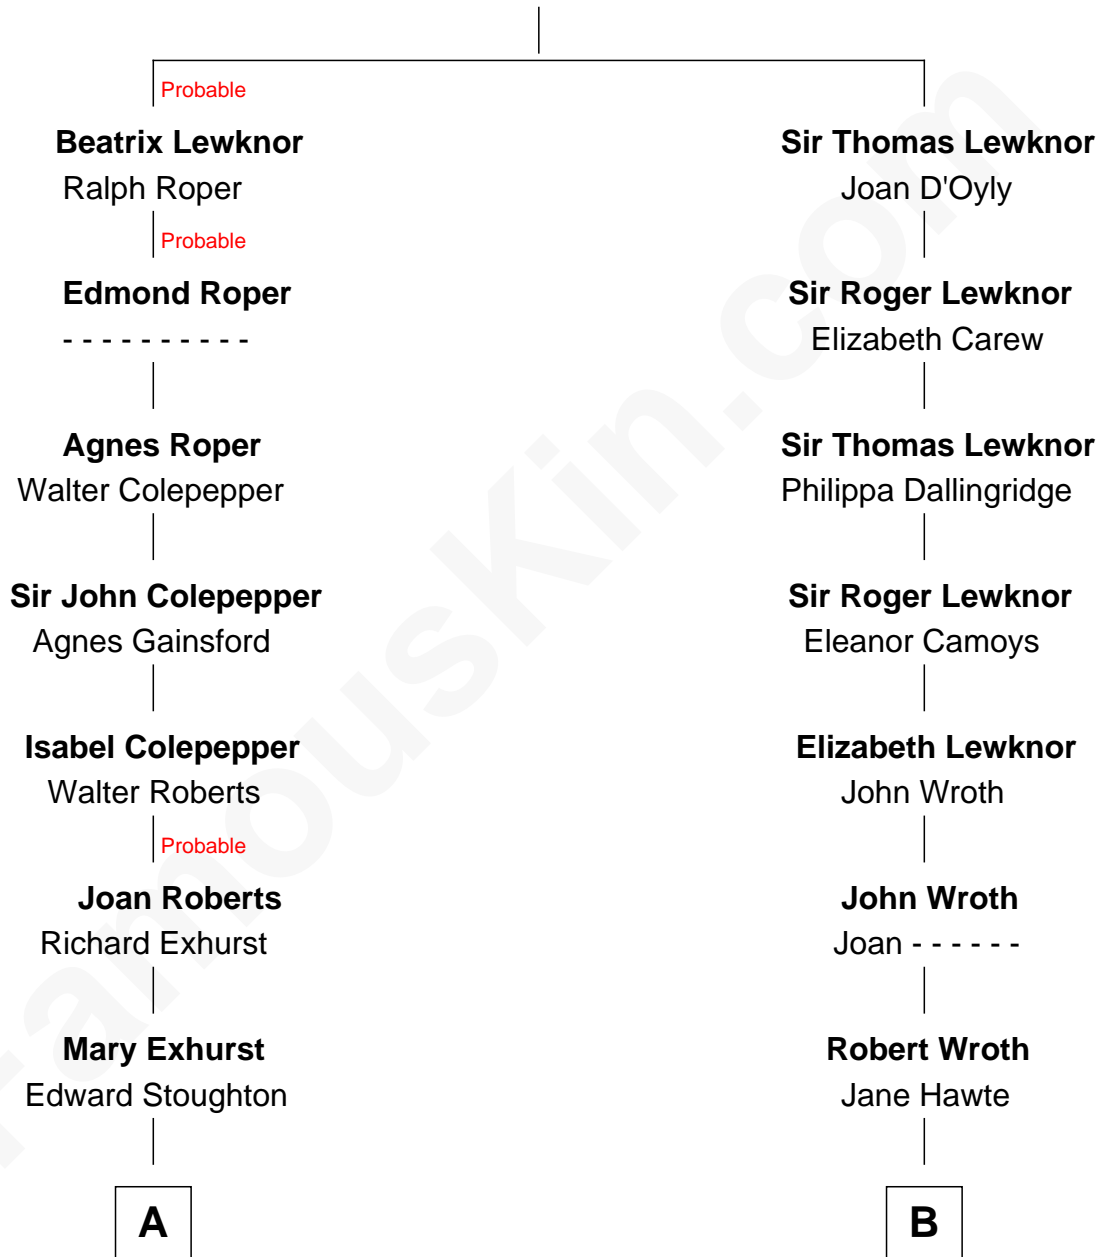 Probable
Beatrix Lewknor
Ralph Roper
Probable
Edmond Roper
- - - - - - - - - -
Agnes Roper
Walter Colepepper
Sir John Colepepper
Agnes Gainsford
Isabel Colepepper
Walter Roberts
Probable
Joan Roberts
Richard Exhurst
Mary Exhurst
Edward Stoughton
A
Sir Thomas Lewknor
Joan D'Oyly
Sir Roger Lewknor
Elizabeth Carew
Sir Thomas Lewknor
Philippa Dallingridge
Sir Roger Lewknor
Eleanor Camoys
Elizabeth Lewknor
John Wroth
John Wroth
Joan - - - - - -
Robert Wroth
Jane Hawte
B
FamousKin.com